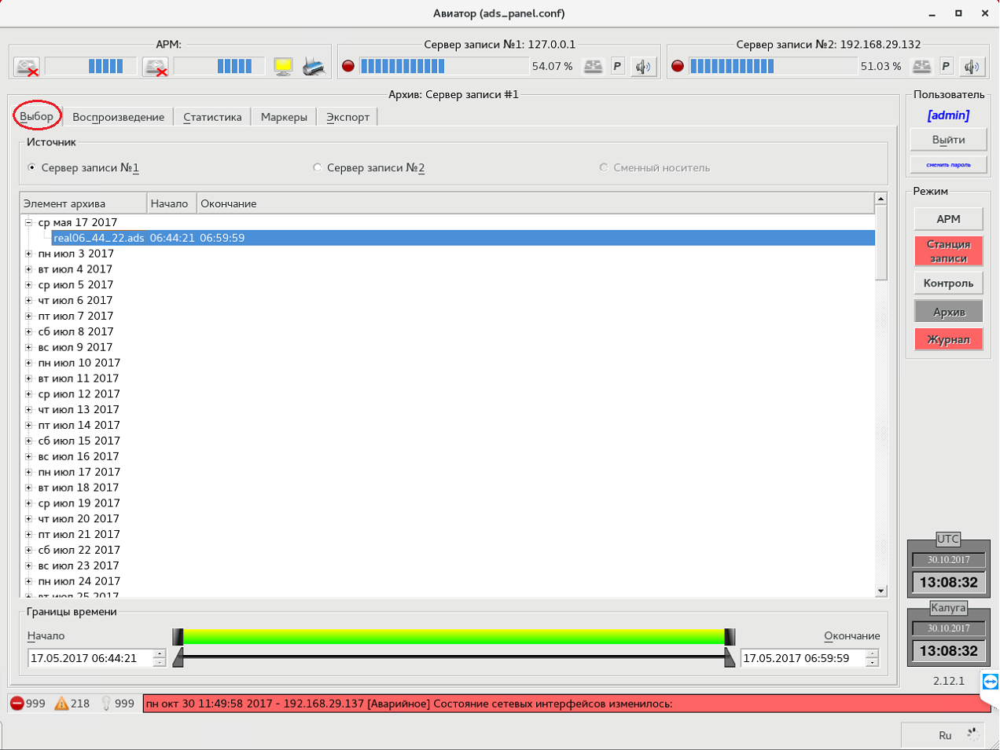 Авиатор (ads_panel.conf)
АРМ:
Сервер записи №1: 127.0.0.1
54.07 %
P
Сервер записи №2: 192.168.29.132
51.03 %
P
Архив: Сервер записи #1
Выбор
Воспроизведение
Статистика
Маркеры
Экспорт
Источник
Сервер записи №1
Сервер записи №2
Сменный носитель
Элемент архива Начало Окончание
ср мая 17 2017
real06_44_22.ads 06:44:21 06:59:59
пн июл 3 2017
вт июл 4 2017
ср июл 5 2017
чт июл 6 2017
пт июл 7 2017
сб июл 8 2017
вс июл 9 2017
пн июл 10 2017
вт июл 11 2017
ср июл 12 2017
чт июл 13 2017
пт июл 14 2017
сб июл 15 2017
вс июл 16 2017
пн июл 17 2017
вт июл 18 2017
ср июл 19 2017
чт июл 20 2017
пт июл 21 2017
сб июл 22 2017
вс июл 23 2017
пн июл 24 2017
вт июл 25 2017
Границы времени
Начало
17.05.2017 06:44:21
Окончание
17.05.2017 06:59:59
Пользователь
[admin]
Выйти
сменить пароль
Режим
АРМ
Станция
записи
Контроль
Архив
Журнал
UTC
30.10.2017
13:08:32
Калуга
30.10.2017
13:08:32
2.12.1
999 218 999 пн окт 30 11:49:58 2017 - 192.168.29.137 [Аварийное] Состояние сетевых интерфейсов изменилось:
Ru